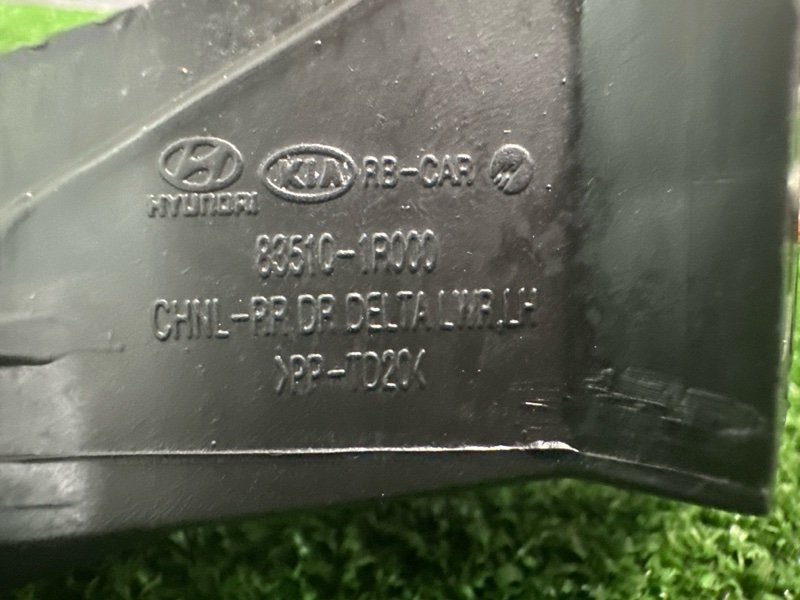 HYUNDAI KIA RB-CAR
83510-1R000
CHNL-RR DR DELTA LWR,LH
>PP-TD20<